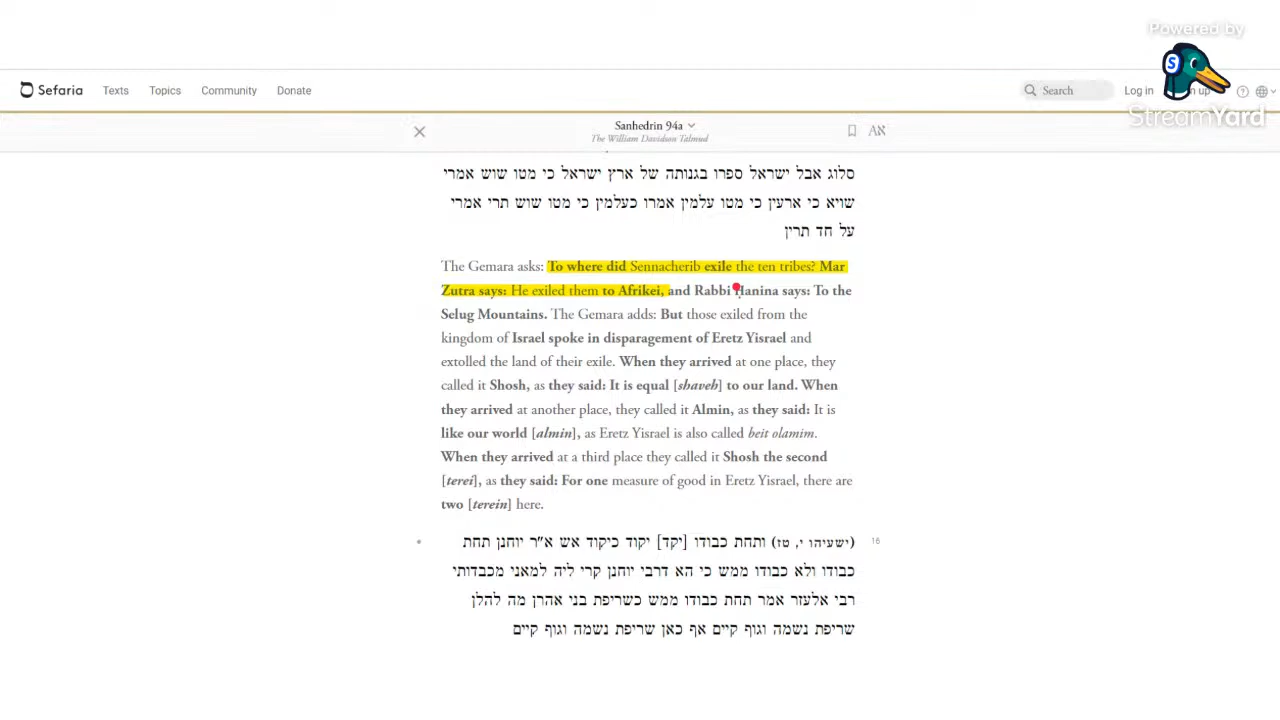 Powered by
Sefaria Texts Topics Community Donate Search Log in up
StreamYard
Sanhedrin 94a
The William Davidson Talmud
סלוג אבל ישראל ספרו בגנותה של ארץ ישראל כי מטו שוש אמרי
שויא כי ארעין כי מטו עלמין אמרו כעלמין כי מטו שוש תרי אמרי
על חד תרין
The Gemara asks: To where did Sennacherib exile the ten tribes? Mar
Zutra says: He exiled them to Afrikei, and Rabbi Ḥanina says: To the
Selug Mountains. The Gemara adds: But those exiled from the
kingdom of Israel spoke in disparagement of Eretz Yisrael and
extolled the land of their exile. When they arrived at one place, they
called it Shosh, as they said: It is equal [shaveh] to our land. When
they arrived at another place, they called it Almin, as they said: It is
like our world [almin], as Eretz Yisrael is also called beit olamim.
When they arrived at a third place they called it Shosh the second
[terei], as they said: For one measure of good in Eretz Yisrael, there are
two [terein] here.
(ישעיהו י, טז) ותחת כבודו [יקד] יקוד כיקוד אש א״ר יוחנן תחת 16
כבודו ולא כבודו ממש כי הא דרבי יוחנן קרי ליה למאני מכבדותי
רבי אלעזר אמר תחת כבודו ממש כשריפת בני אהרן מה להלן
שריפת נשמה וגוף קיים אף כאן שריפת נשמה וגוף קיים